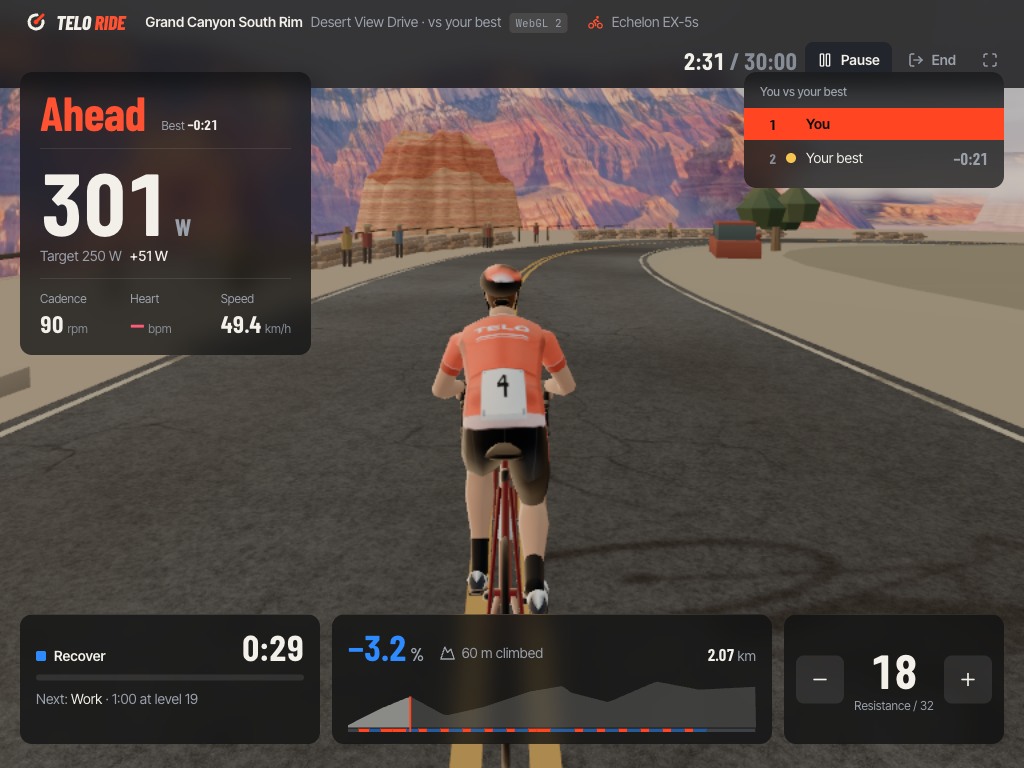 TELO RIDE Grand Canyon South Rim Desert View Drive · vs your best WebGL 2 Echelon EX-5s
2:31 / 30:00 Pause End
Ahead Best −0:21
301 W
Target 250 W +51 W
Cadence Heart Speed
90 rpm — bpm 49.4 km/h
You vs your best
1 You
2 Your best −0:21
TELO
4
Recover 0:29
Next: Work · 1:00 at level 19
−3.2 % 60 m climbed 2.07 km
− 18 +
Resistance / 32